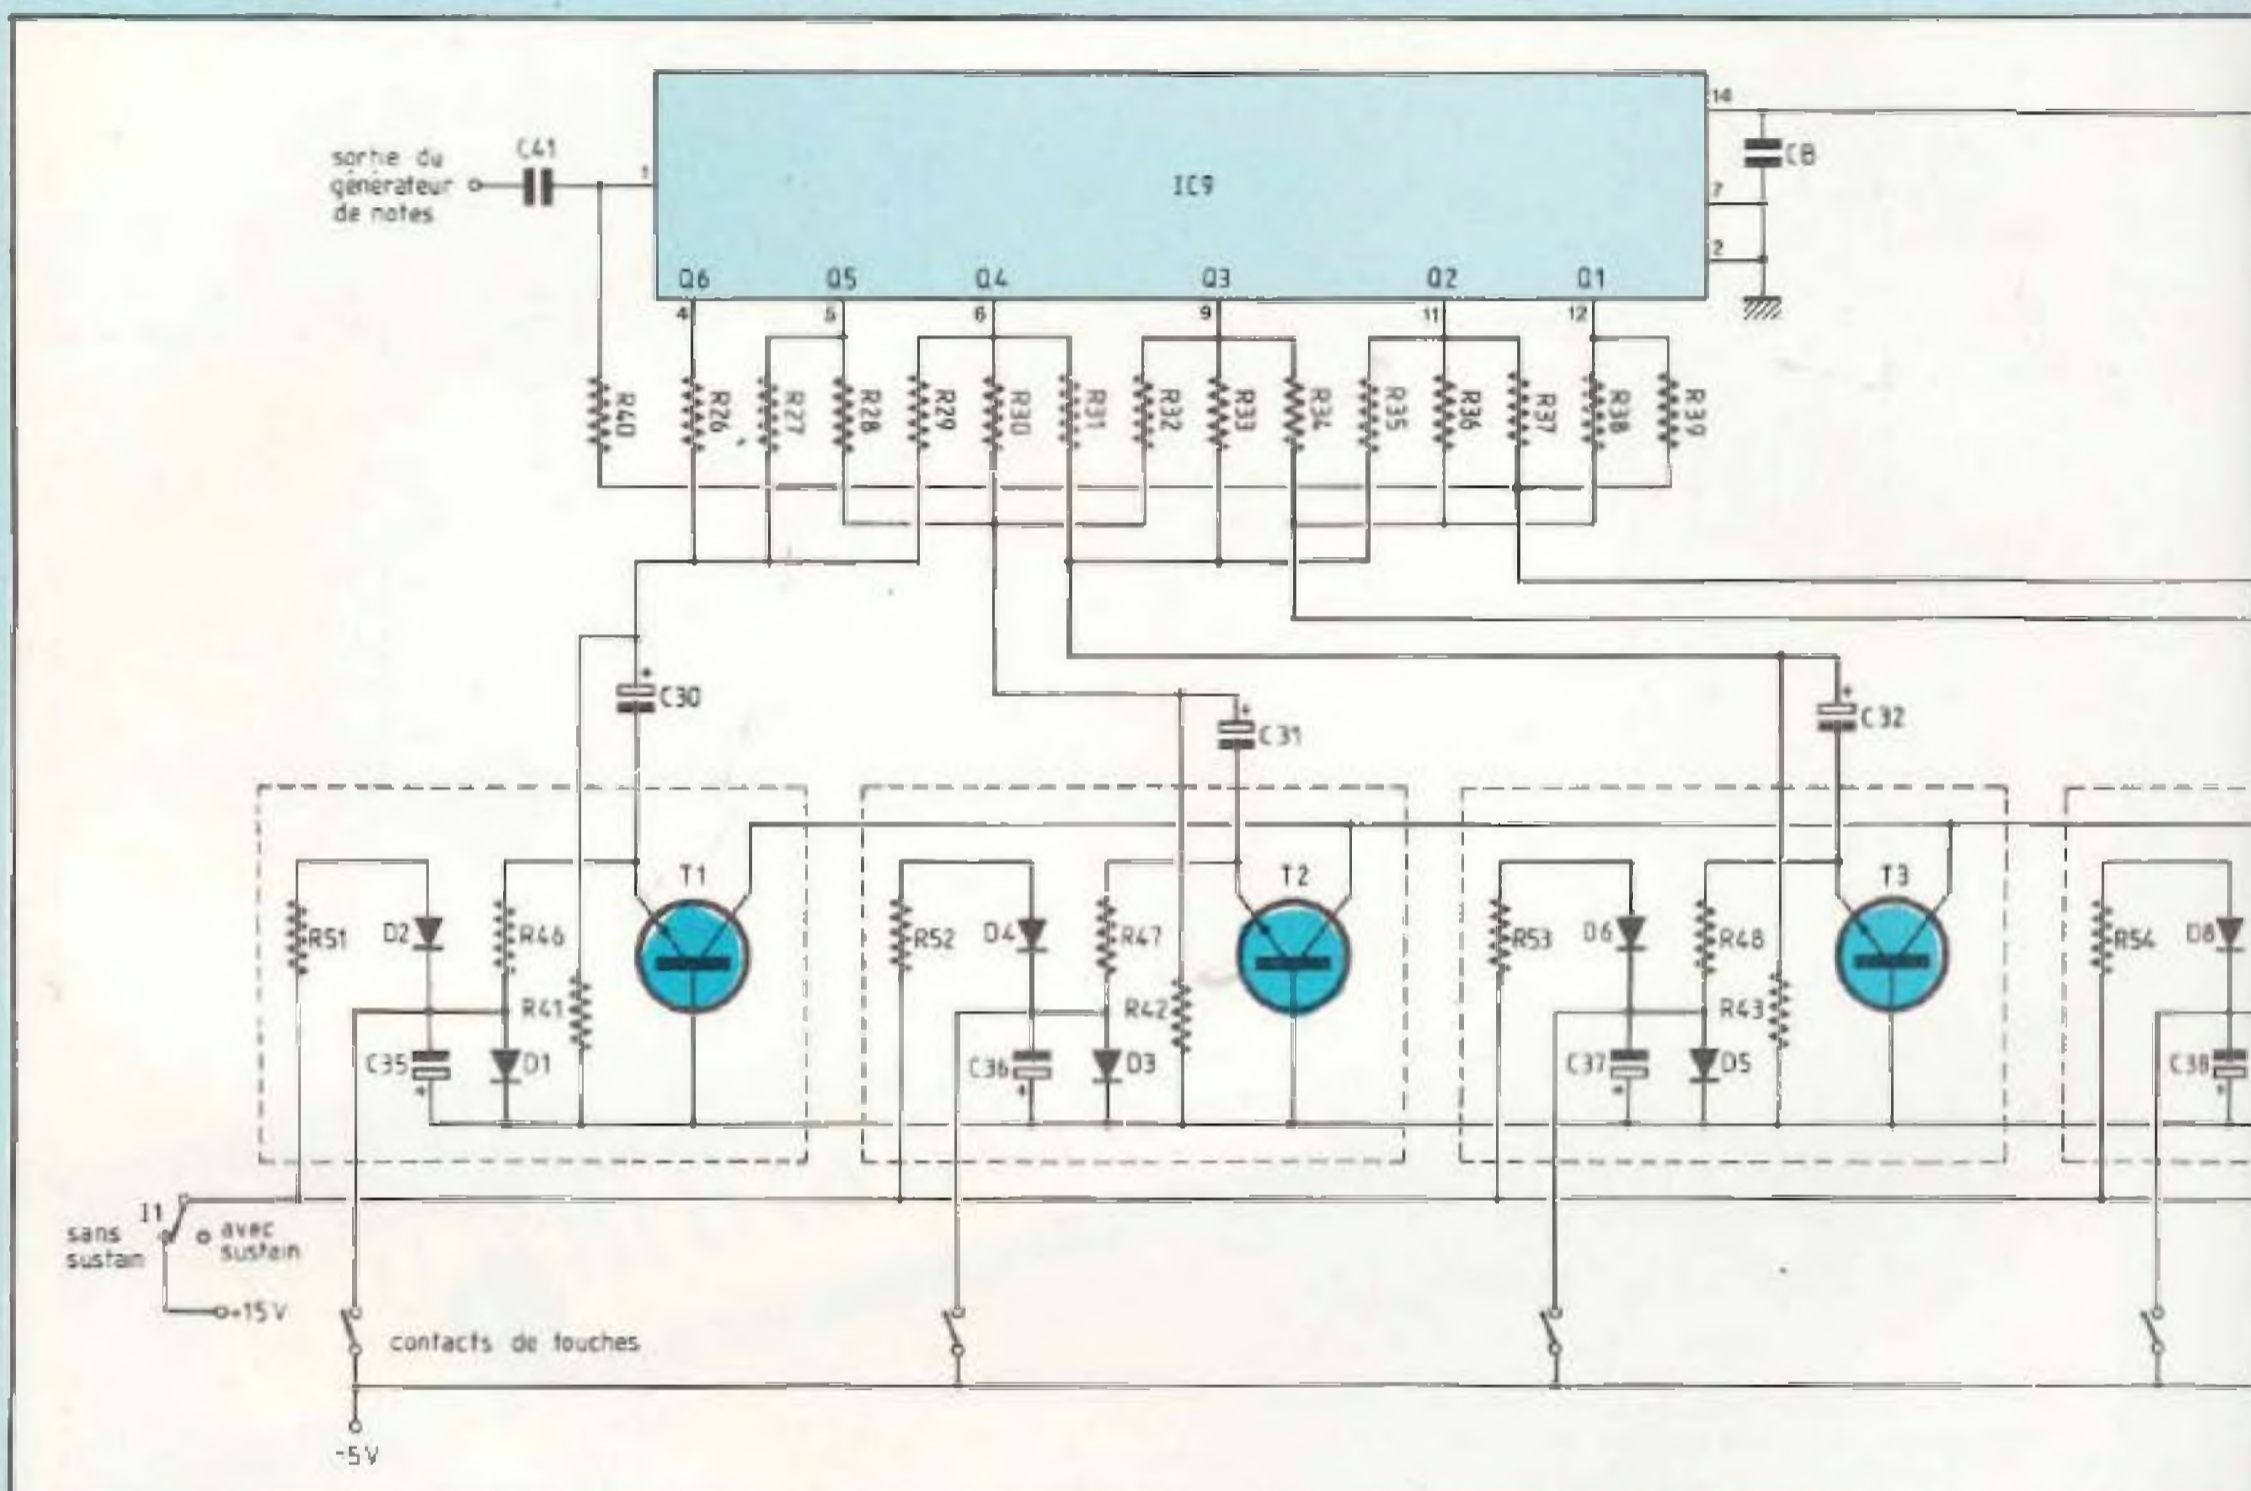 sortie du
générateur
de notes
C41
1
IC9
14
C8
7
2
Q6 Q5 Q4 Q3 Q2 Q1
4 5 6 9 11 12
R40 R26 R27 R28 R29 R30 R31 R32 R33 R34 R35 R36 R37 R38 R39
+ C30
+ C31
+ C32
T1 T2 T3
R51 D2 R46 R52 D4 R47 R53 D6 R48 R54 D8
R41 R42 R43
C35 D1 C36 D3 C37 D5 C38
+ + + +
I1
sans
sustain
avec
sustain
+15V
contacts de touches
-5V